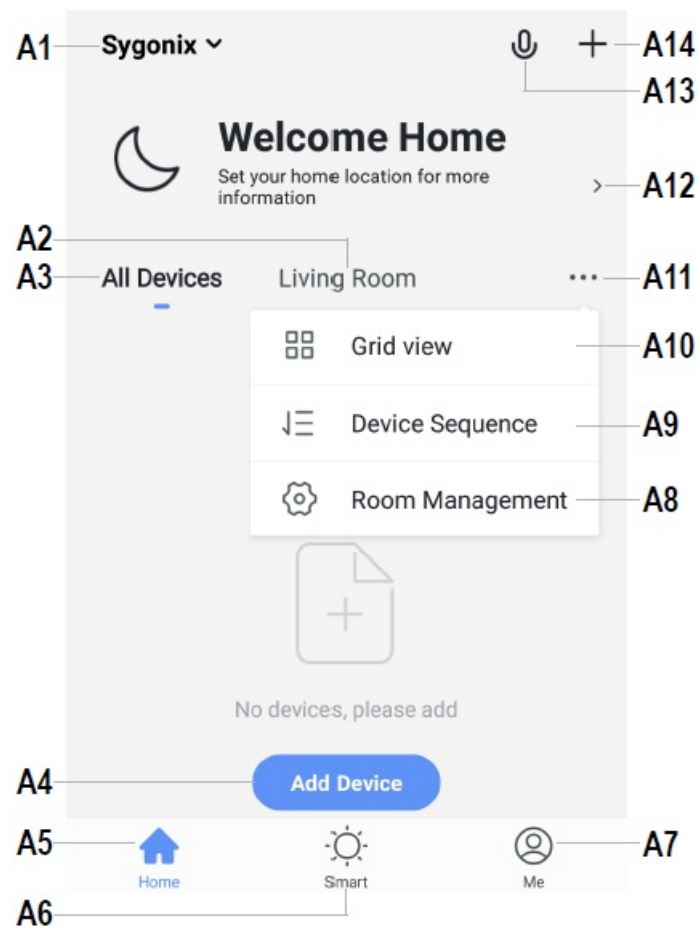 A1 Sygonix A14
A13
Welcome Home
Set your home location for more
information
A12
A2
A3 All Devices Living Room A11
Grid view A10
Device Sequence A9
Room Management A8
No devices, please add
A4 Add Device
A5 A7
Home Smart Me
A6